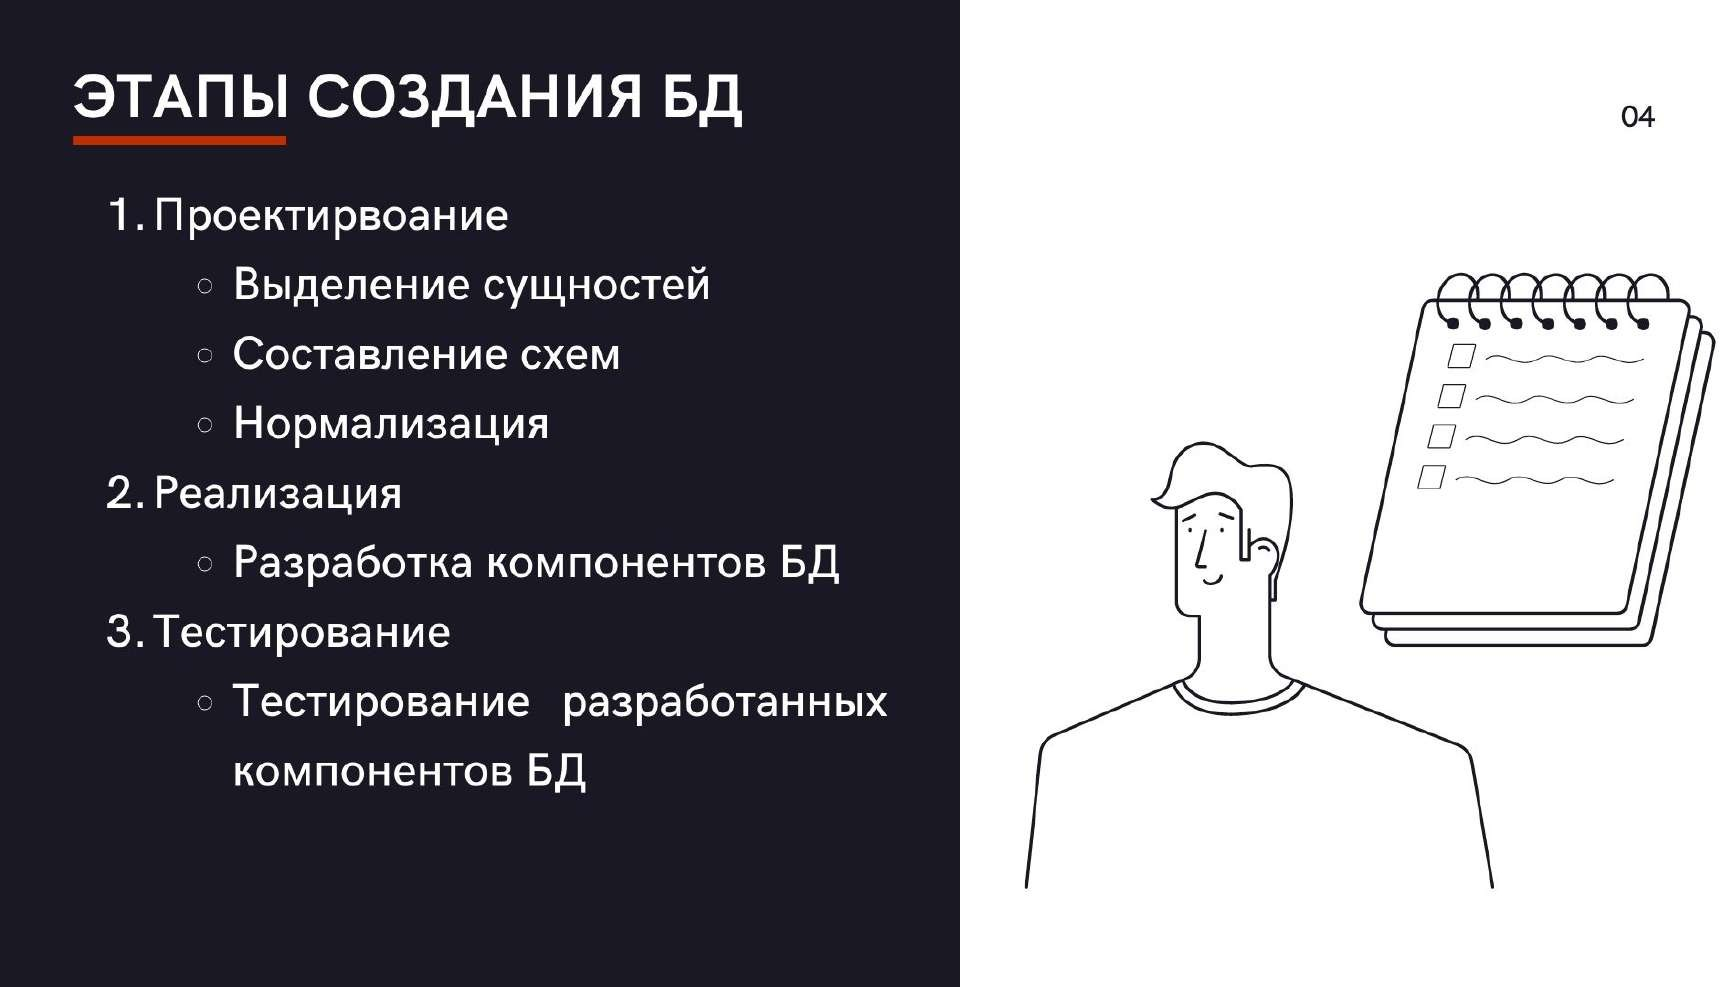 ЭТАПЫ СОЗДАНИЯ БД
04
1. Проектирвоание
Выделение сущностей
Составление схем
Нормализация
2. Реализация
Разработка компонентов БД
3. Тестирование
Тестирование разработанных
компонентов БД